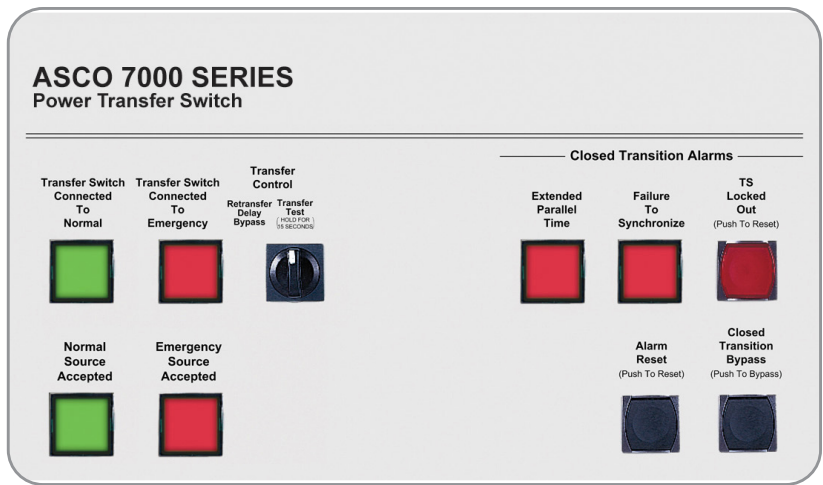 ASCO 7000 SERIES
Power Transfer Switch
Closed Transition Alarms
Transfer Switch
Connected
To
Normal
Transfer Switch
Connected
To
Emergency
Transfer
Control
Retransfer
Delay
Bypass
Transfer
Test
(HOLD FOR
15 SECONDS)
Extended
Parallel
Time
Failure
To
Synchronize
TS
Locked
Out
(Push To Reset)
Normal
Source
Accepted
Emergency
Source
Accepted
Alarm
Reset
(Push To Reset)
Closed
Transition
Bypass
(Push To Bypass)